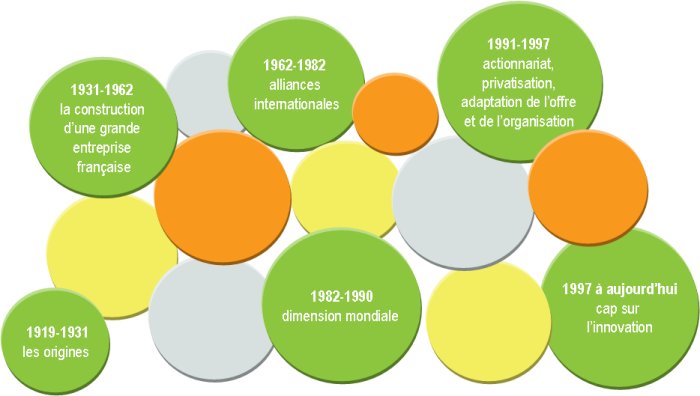 1931-1962
la construction
d'une grande
entreprise
française
1962-1982
alliances
internationales
1991-1997
actionnariat,
privatisation,
adaptation de l'offre
et de l'organisation
1919-1931
les origines
1982-1990
dimension mondiale
1997 à aujourd'hui
cap sur
l'innovation